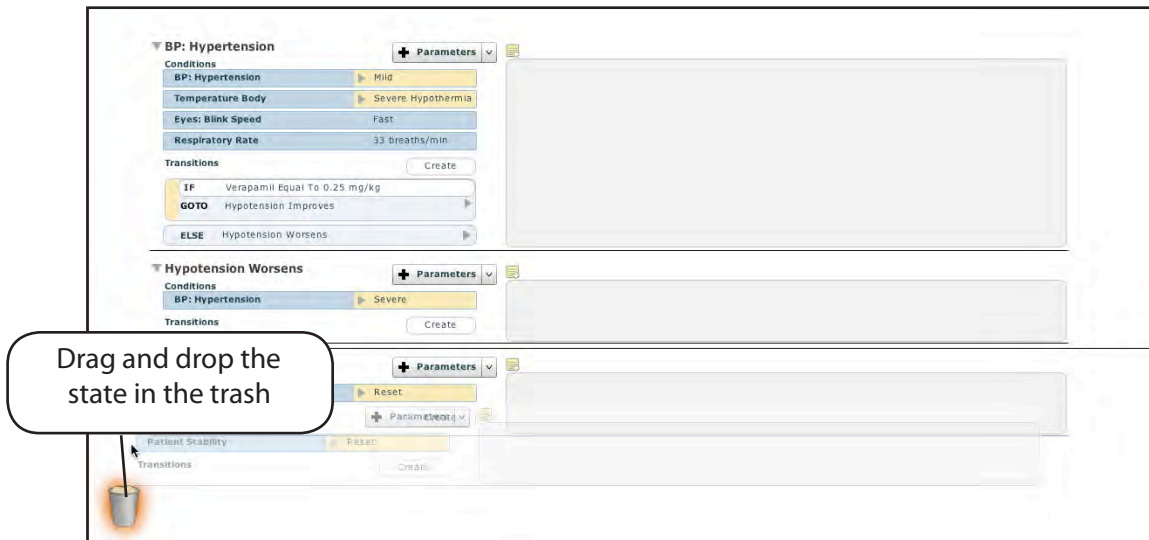 BP: Hypertension
Parameters
Conditions
BP: Hypertension Mild
Temperature Body Severe Hypothermia
Eyes: Blink Speed Fast
Respiratory Rate 33 breaths/min
Transitions Create
IF Verapamil Equal To 0.25 mg/kg
GOTO Hypotension Improves
ELSE Hypotension Worsens
Hypotension Worsens
Parameters
Conditions
BP: Hypertension Severe
Transitions Create
Drag and drop the
state in the trash
Parameters
Reset
Parameters Create
Patient Stability Reset
Transitions Create